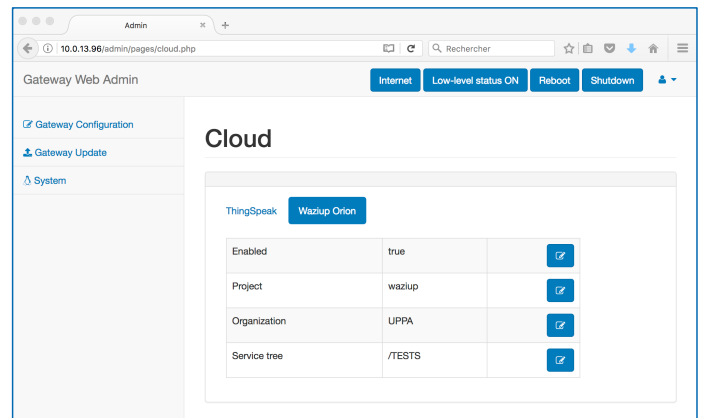 Admin
10.0.13.96/admin/pages/cloud.php
Rechercher
Gateway Web Admin
Internet
Low-level status ON
Reboot
Shutdown
Gateway Configuration
Gateway Update
System
Cloud
ThingSpeak
Waziup Orion
Enabled true
Project waziup
Organization UPPA
Service tree /TESTS